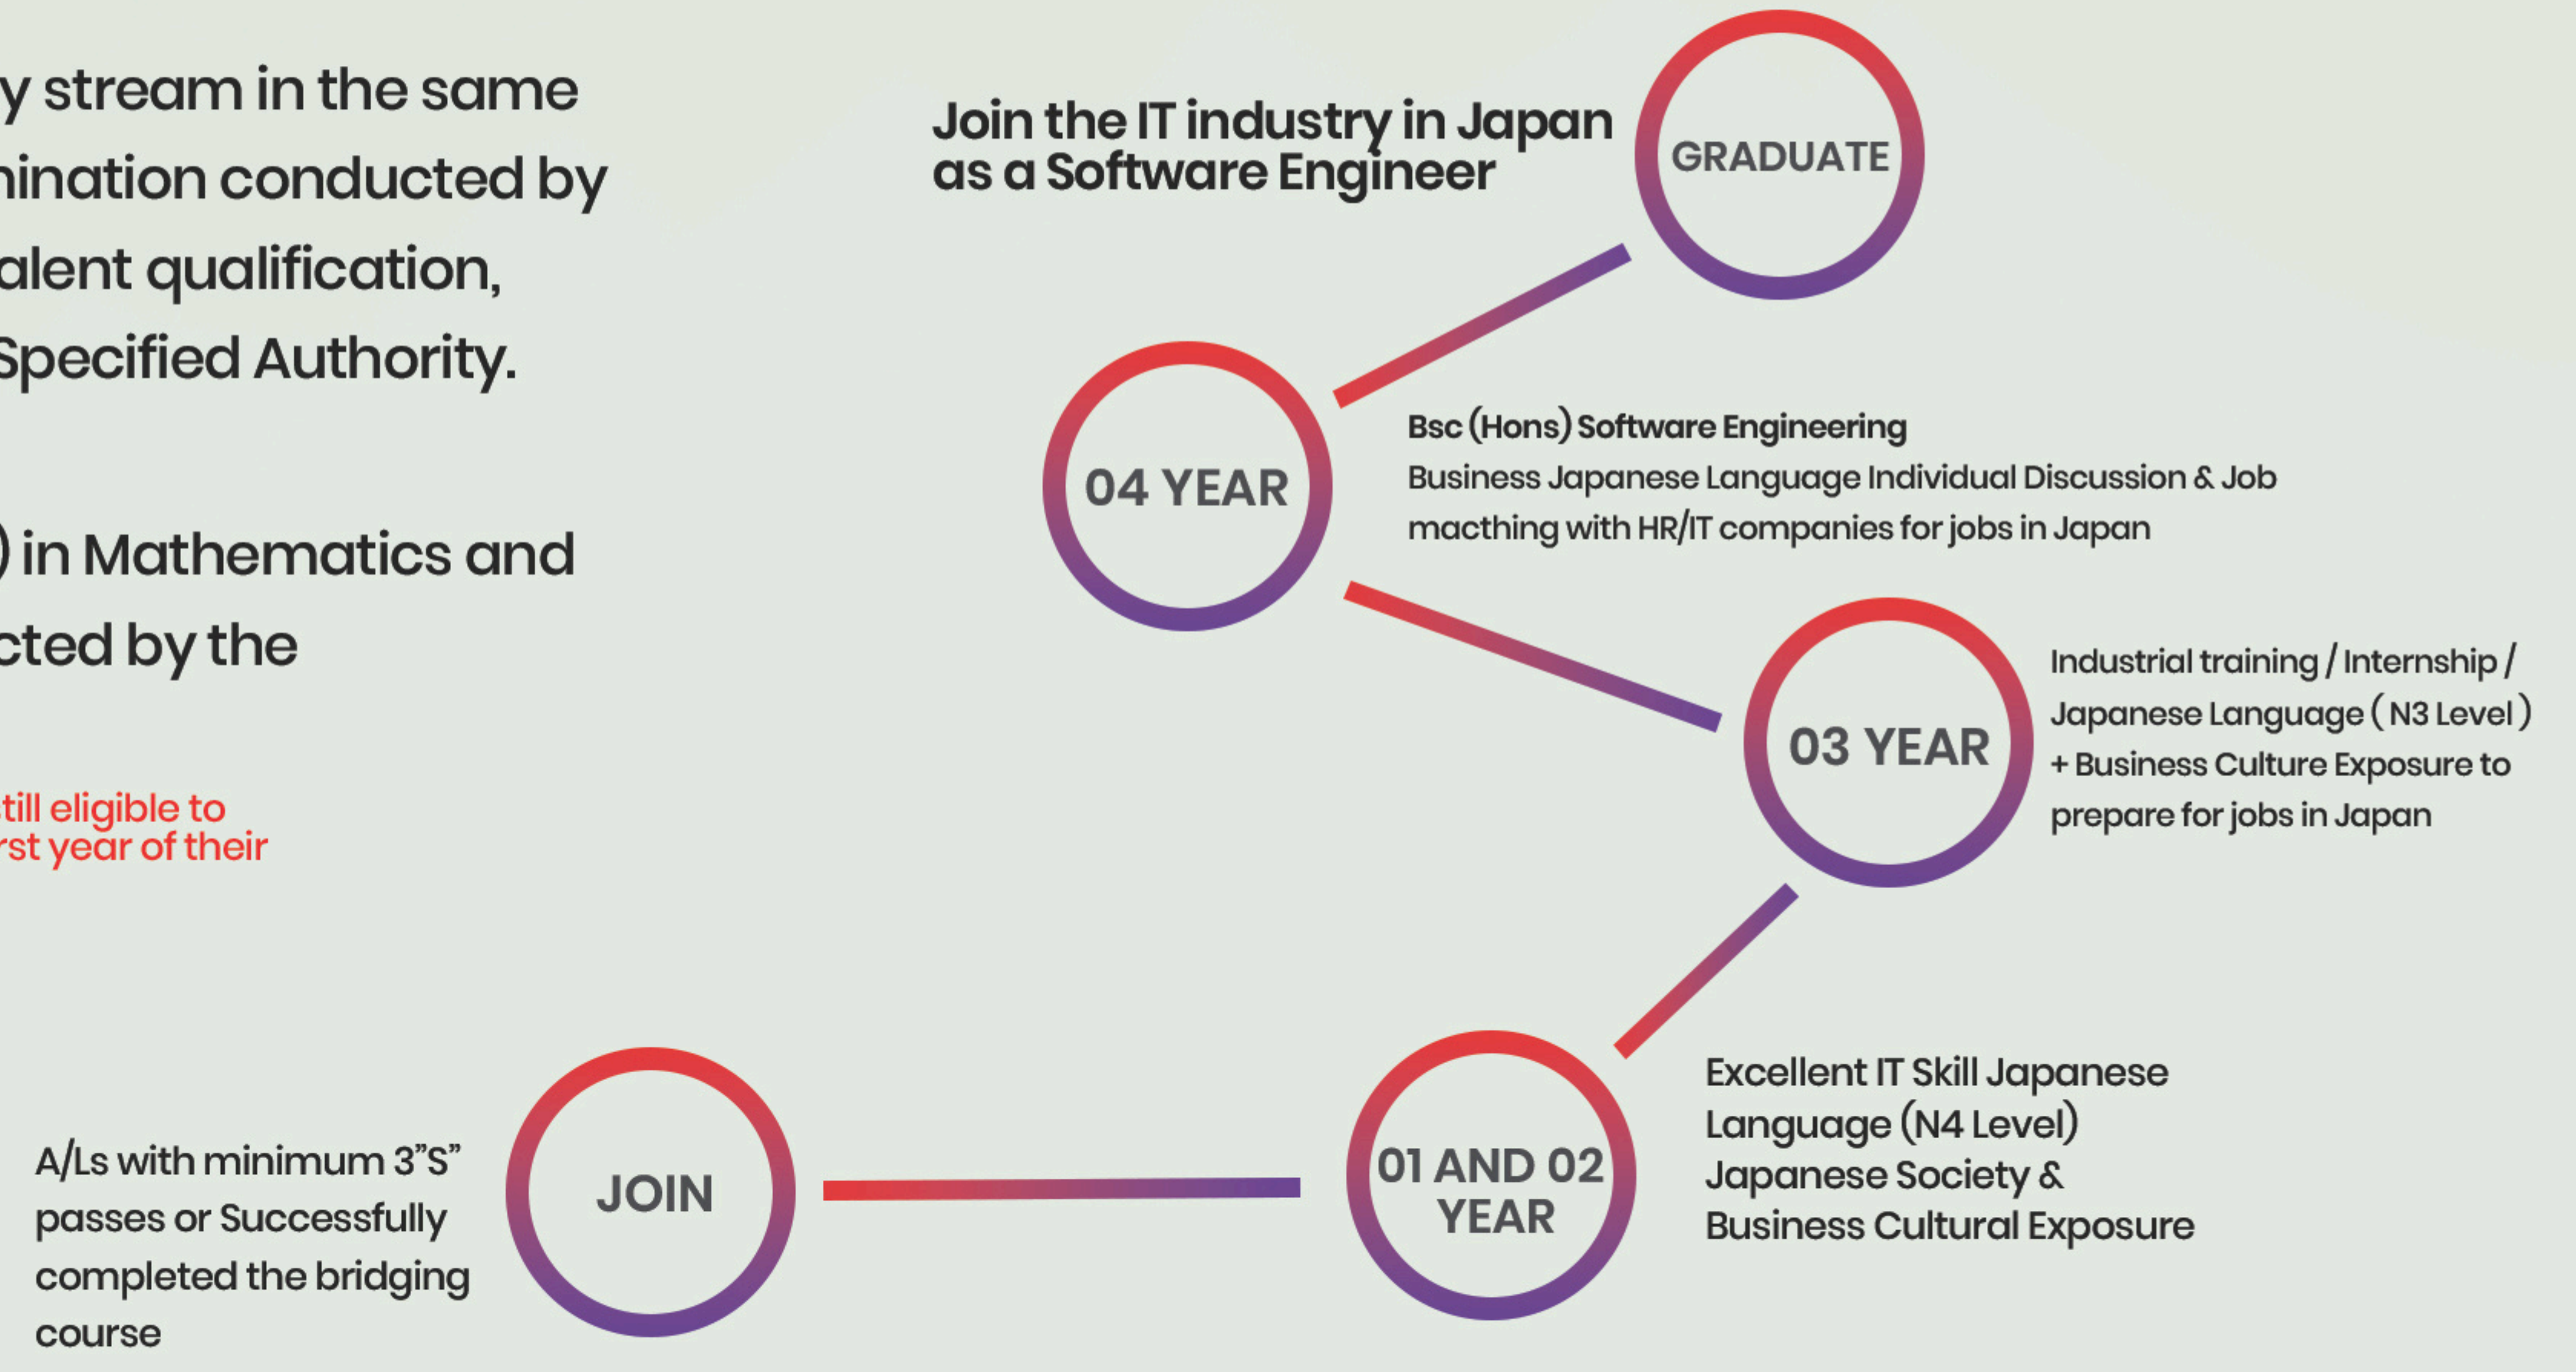 y stream in the same
nination conducted by
alent qualification,
Specified Authority.
) in Mathematics and
cted by the
still eligible to
rst year of their
Join the IT industry in Japan
as a Software Engineer
GRADUATE
04 YEAR
Bsc (Hons) Software Engineering
Business Japanese Language Individual Discussion & Job
macthing with HR/IT companies for jobs in Japan
03 YEAR
Industrial training / Internship /
Japanese Language ( N3 Level )
+ Business Culture Exposure to
prepare for jobs in Japan
01 AND 02
YEAR
Excellent IT Skill Japanese
Language (N4 Level)
Japanese Society &
Business Cultural Exposure
JOIN
A/Ls with minimum 3”S”
passes or Successfully
completed the bridging
course